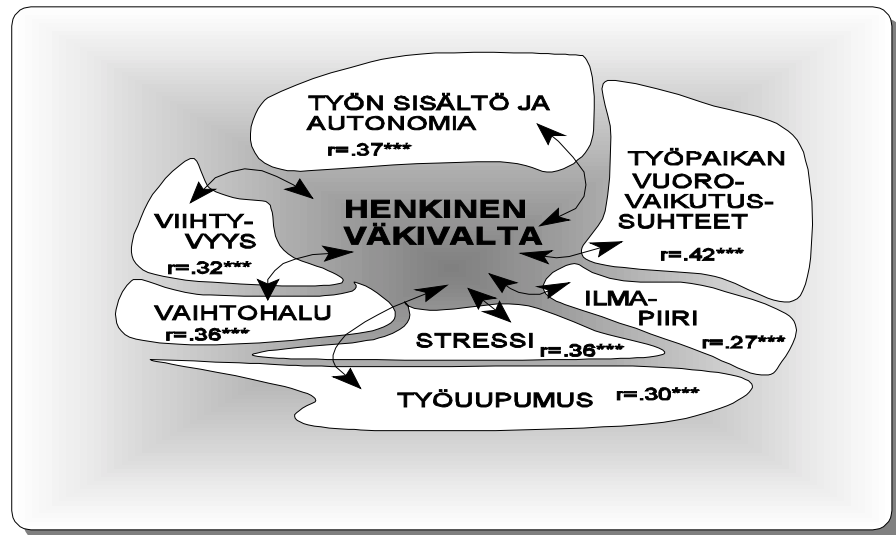 TYÖN SISÄLTÖ JA
AUTONOMIA
r=.37***
TYÖPAIKAN
VUORO-
VAIKUTUS-
SUHTEET
r=.42***
HENKINEN
VÄKIVALTA
VIIHTY-
VYYS
r=.32***
VAIHTOHALU
r=.36***
ILMA-
PIIRI
r=.27***
STRESSI
r=.36***
TYÖUUPUMUS
r=.30***